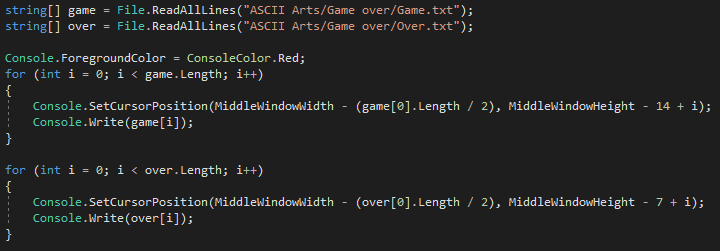 string[] game = File.ReadAllLines("ASCII Arts/Game over/Game.txt");
string[] over = File.ReadAllLines("ASCII Arts/Game over/Over.txt");
Console.ForegroundColor = ConsoleColor.Red;
for (int i = 0; i < game.Length; i++)
{
Console.SetCursorPosition(MiddleWindowWidth - (game[0].Length / 2), MiddleWindowHeight - 14 + i);
Console.Write(game[i]);
}
for (int i = 0; i < over.Length; i++)
{
Console.SetCursorPosition(MiddleWindowWidth - (over[0].Length / 2), MiddleWindowHeight - 7 + i);
Console.Write(over[i]);
}